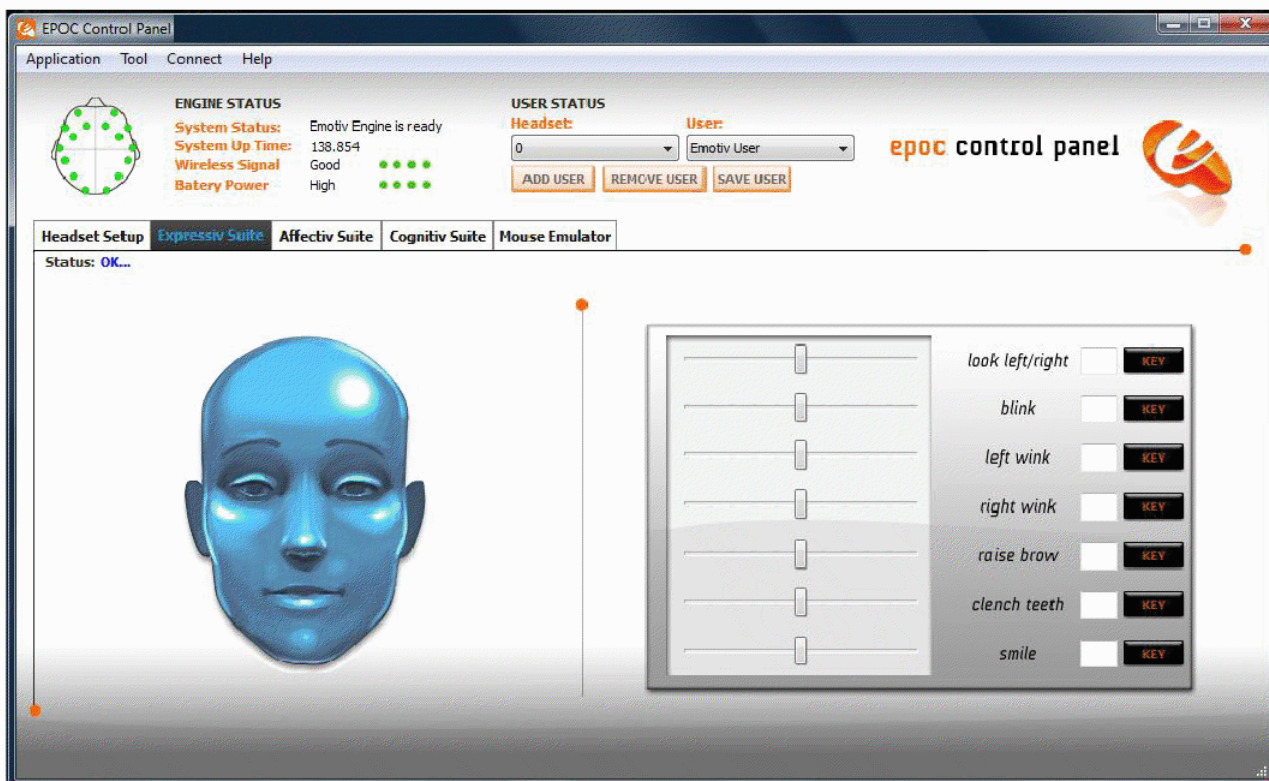 EPOC Control Panel
Application Tool Connect Help
ENGINE STATUS
System Status: Emotiv Engine is ready
System Up Time: 138.854
Wireless Signal Good
Batery Power High
USER STATUS
Headset: User:
0 Emotiv User
ADD USER REMOVE USER SAVE USER
epoc control panel
Headset Setup Expressiv Suite Affectiv Suite Cognitiv Suite Mouse Emulator
Status: OK...
look left/right KEY
blink KEY
left wink KEY
right wink KEY
raise brow KEY
clench teeth KEY
smile KEY